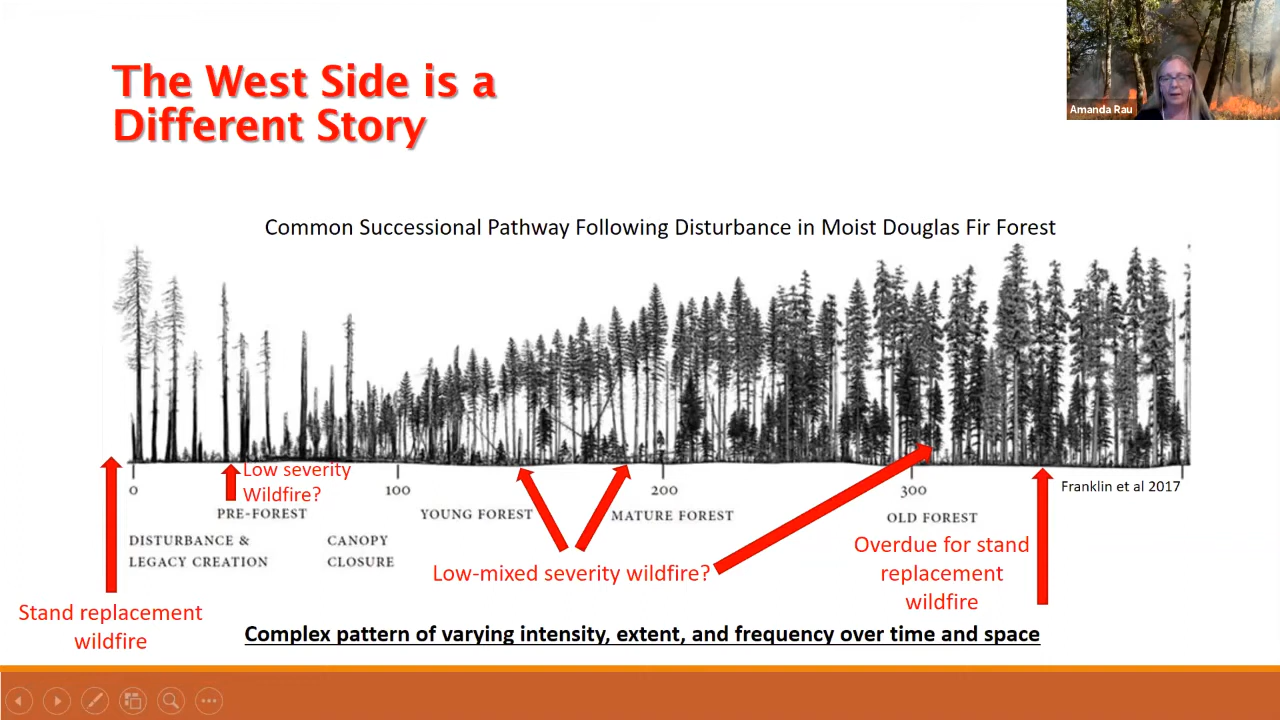 The West Side is a
Different Story
Amanda Rau
Common Successional Pathway Following Disturbance in Moist Douglas Fir Forest
Low severity
Wildfire?
0
100
200
300
Franklin et al 2017
PRE-FOREST
YOUNG FOREST
MATURE FOREST
OLD FOREST
DISTURBANCE &
LEGACY CREATION
CANOPY
CLOSURE
Low-mixed severity wildfire?
Overdue for stand
replacement
wildfire
Stand replacement
wildfire
Complex pattern of varying intensity, extent, and frequency over time and space